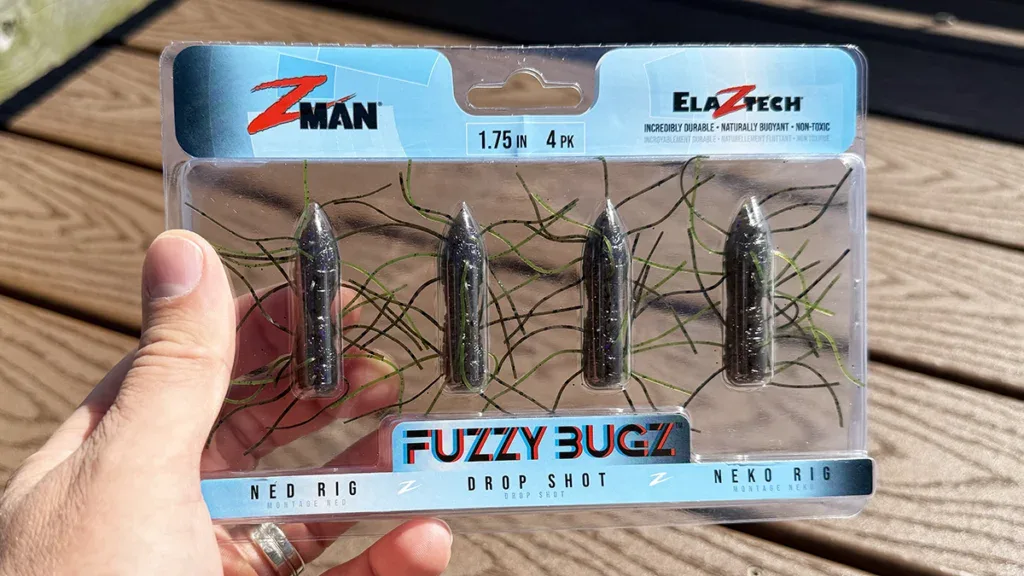 ZMAN®
ELAZTECH®
INCREDIBLY DURABLE • NATURALLY BUOYANT • NON-TOXIC
INCROYABLEMENT DURABLE • NATURELLEMENT FLOTTANT • NON TOXIQUE
1.75 IN 4 PK
FUZZY BUGZ™
NED RIG Z DROP SHOT Z NEKO RIG
MONTAGE NED DROP SHOT MONTAGE NEKO